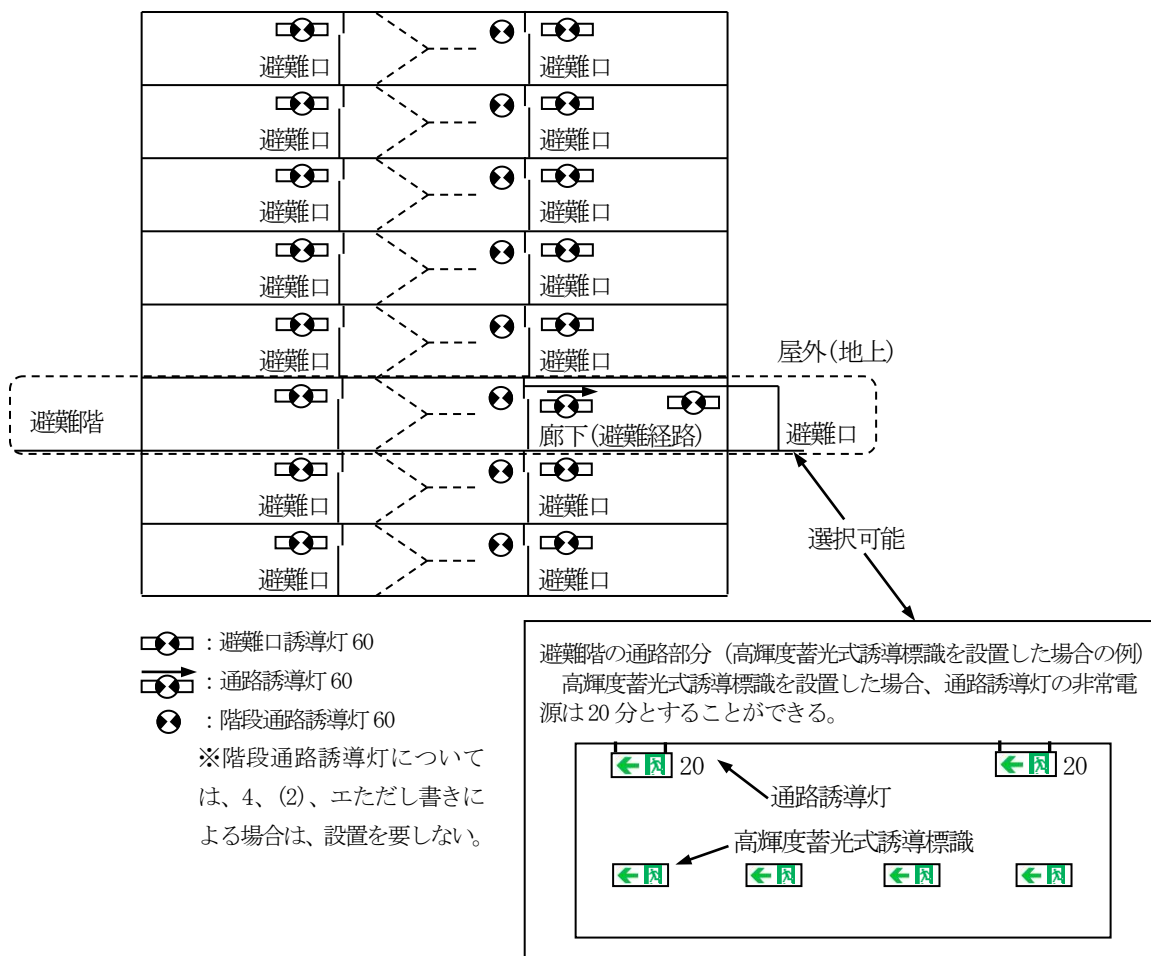 避難口 避難口
避難口 避難口
避難口 避難口
避難口 避難口
避難口 避難口
屋外(地上)
避難階
廊下(避難経路)
避難口
避難口 避難口
避難口 避難口
選択可能
:避難口誘導灯60
:通路誘導灯60
:階段通路誘導灯60
※階段通路誘導灯について
は、4、(2)、エただし書きに
よる場合は、設置を要しない。
避難階の通路部分(高輝度蓄光式誘導標識を設置した場合の例)
高輝度蓄光式誘導標識を設置した場合、通路誘導灯の非常電
源は20分とすることができる。
20 20
通路誘導灯
高輝度蓄光式誘導標識